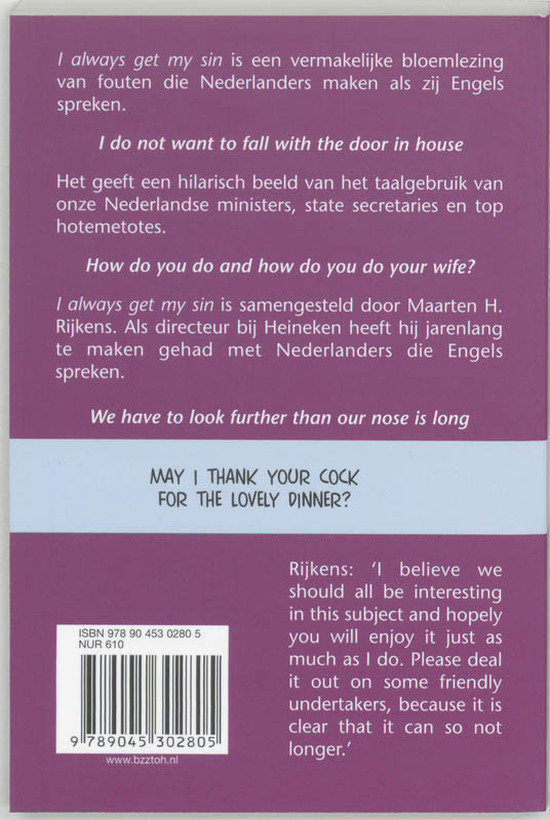 I always get my sin is een vermakelijke bloemlezing
van fouten die Nederlanders maken als zij Engels
spreken.
I do not want to fall with the door in house
Het geeft een hilarisch beeld van het taalgebruik van
onze Nederlandse ministers, state secretaries en top
hotemetotes.
How do you do and how do you do your wife?
I always get my sin is samengesteld door Maarten H.
Rijkens. Als directeur bij Heineken heeft hij jarenlang
te maken gehad met Nederlanders die Engels
spreken.
We have to look further than our nose is long
MAY I THANK YOUR COCK
FOR THE LOVELY DINNER?
Rijkens: ‘I believe we
should all be interesting
in this subject and hopely
you will enjoy it just as
much as I do. Please deal
it out on some friendly
undertakers, because it is
clear that it can so not
longer.’
ISBN 978 90 453 0280 5
NUR 610
9 789045 302805
www.bzztoh.nl